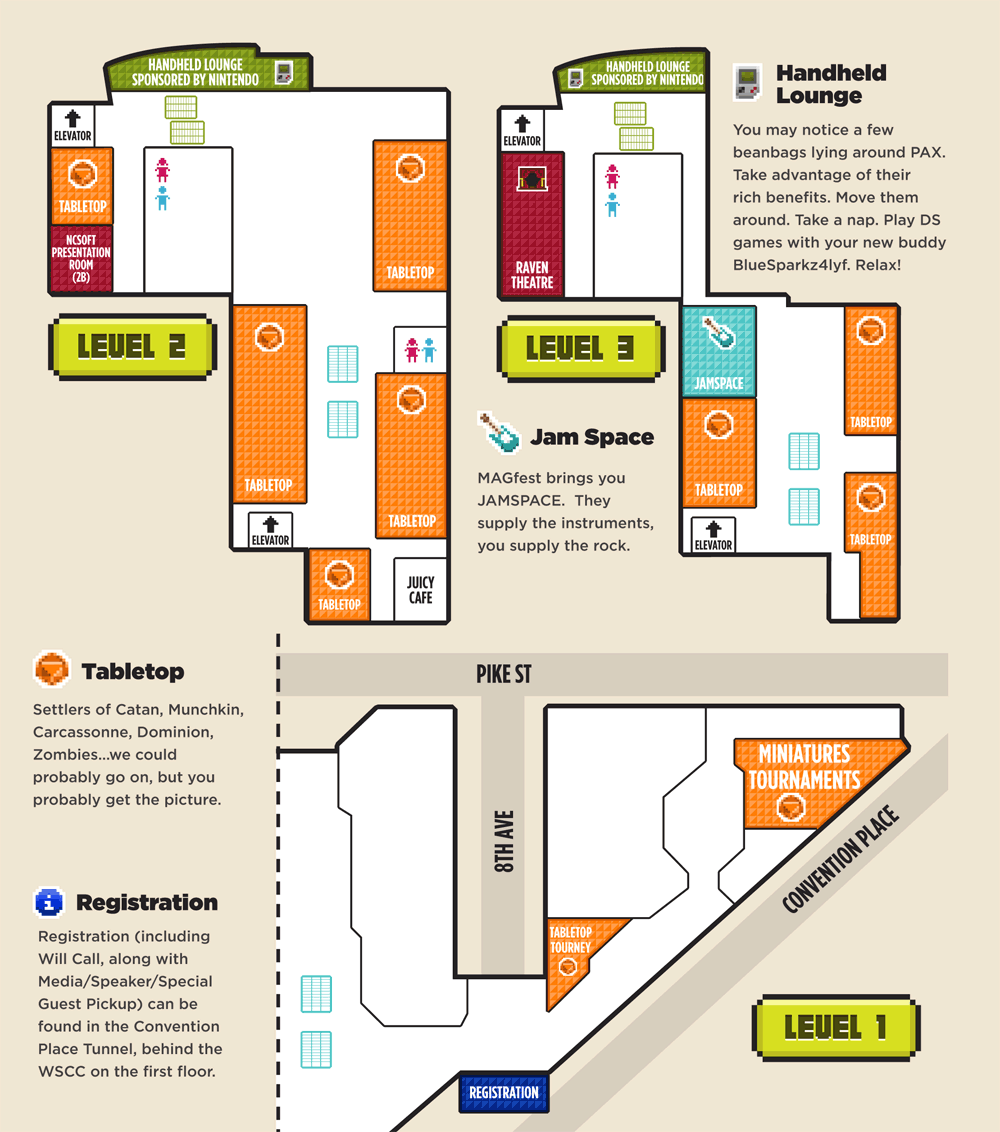 HANDHELD LOUNGE
SPONSORED BY NINTENDO
ELEVATOR
TABLETOP
NCSOFT
PRESENTATION
ROOM
(2B)
TABLETOP
LEVEL 2
TABLETOP
TABLETOP
ELEVATOR
TABLETOP
JUICY
CAFE
HANDHELD LOUNGE
SPONSORED BY NINTENDO
ELEVATOR
RAVEN
THEATRE
LEVEL 3
JAMSPACE
TABLETOP
TABLETOP
TABLETOP
ELEVATOR
Handheld
Lounge
You may notice a few
beanbags lying around PAX.
Take advantage of their
rich benefits. Move them
around. Take a nap. Play DS
games with your new buddy
BlueSparkz4lyf. Relax!
Jam Space
MAGfest brings you
JAMSPACE. They
supply the instruments,
you supply the rock.
Tabletop
Settlers of Catan, Munchkin,
Carcassonne, Dominion,
Zombies...we could
probably go on, but you
probably get the picture.
i Registration
Registration (including
Will Call, along with
Media/Speaker/Special
Guest Pickup) can be
found in the Convention
Place Tunnel, behind the
WSCC on the first floor.
PIKE ST
8TH AVE
MINIATURES
TOURNAMENTS
CONVENTION PLACE
TABLETOP
TOURNEY
LEVEL 1
REGISTRATION